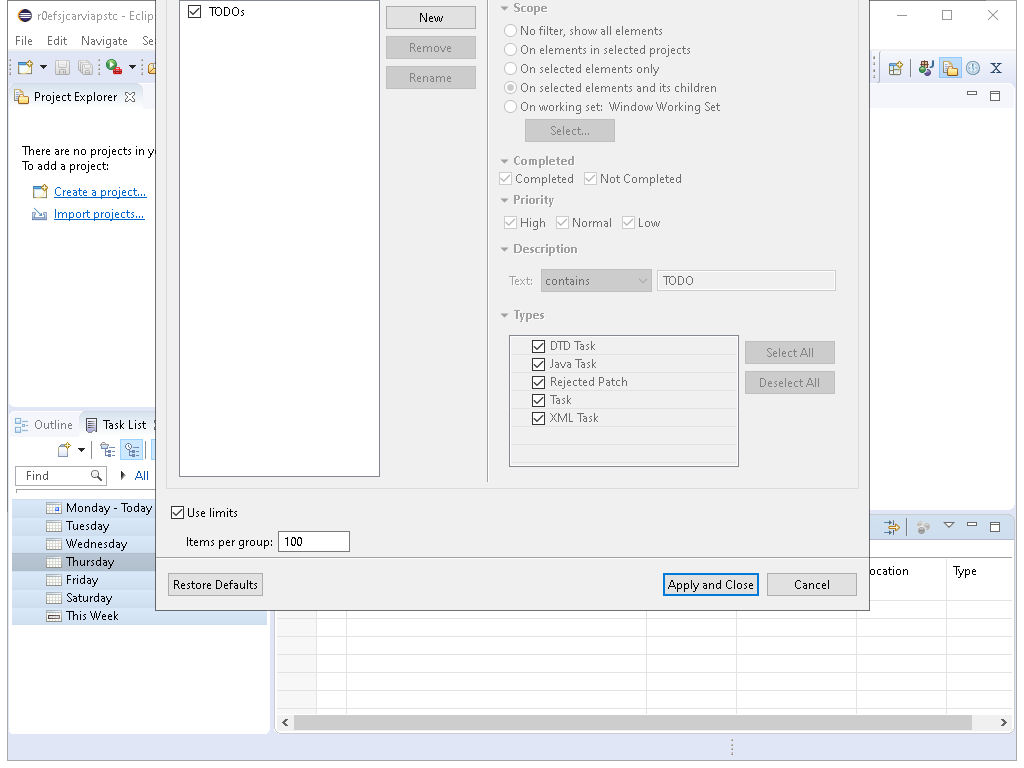 r0efsjcarviapstc - Eclip
File Edit Navigate Se
Project Explorer
There are no projects in y
To add a project:
Create a project...
Import projects...
Outline Task List
Find All
Monday - Today
Tuesday
Wednesday
Thursday
Friday
Saturday
This Week
TODOs
New
Remove
Rename
Scope
No filter, show all elements
On elements in selected projects
On selected elements only
On selected elements and its children
On working set: Window Working Set
Select...
Completed
Completed Not Completed
Priority
High Normal Low
Description
Text: contains TODO
Types
DTD Task
Java Task
Rejected Patch
Task
XML Task
Select All
Deselect All
Use limits
Items per group: 100
Restore Defaults Apply and Close Cancel
ocation Type